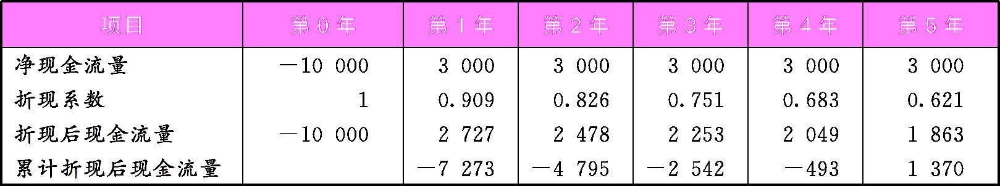 项目 第0年 第1年 第2年 第3年 第4年 第5年
净现金流量 －10 000 3 000 3 000 3 000 3 000 3 000
折现系数 1 0.909 0.826 0.751 0.683 0.621
折现后现金流量 －10 000 2 727 2 478 2 253 2 049 1 863
累计折现后现金流量 －7 273 －4 795 －2 542 －493 1 370